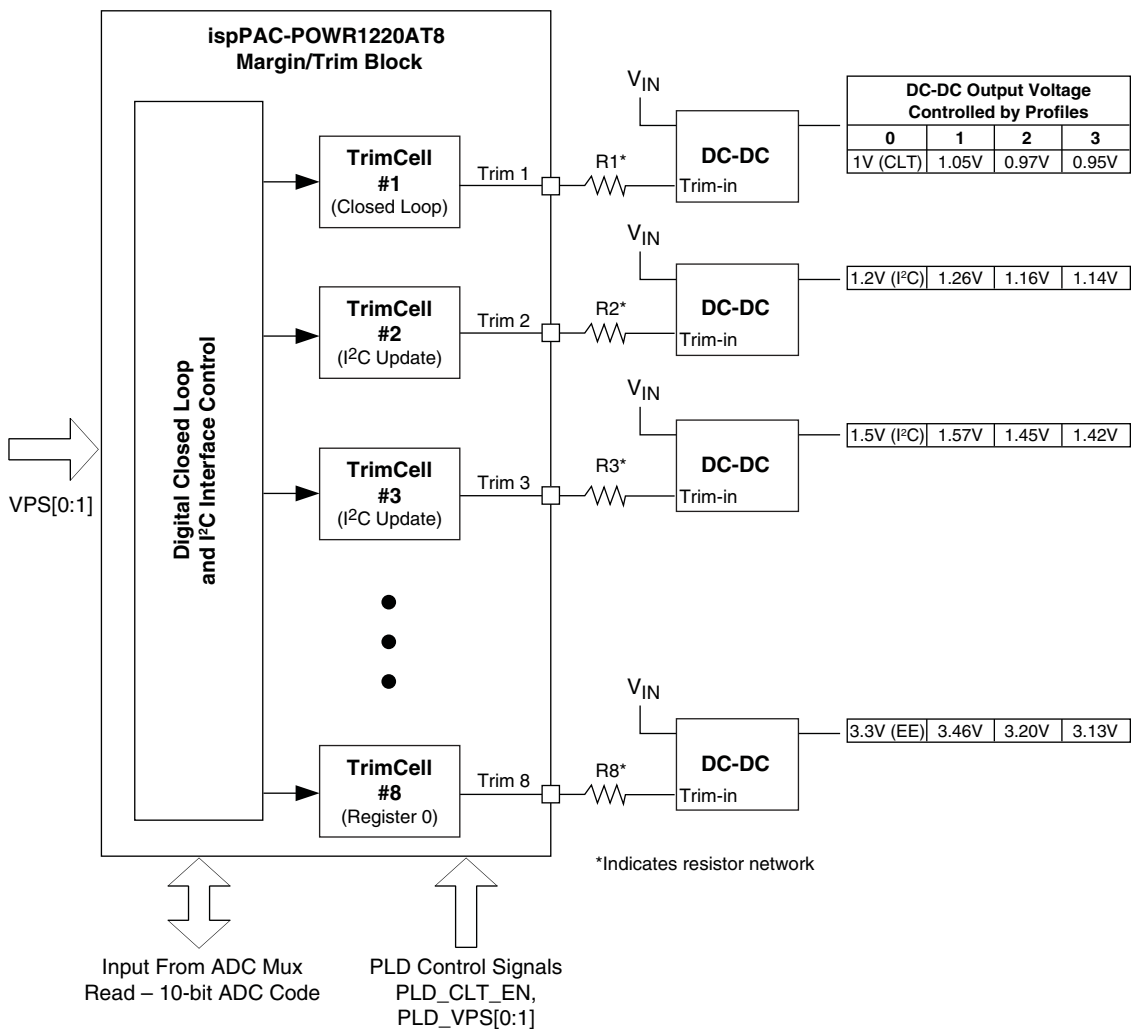 ispPAC-POWR1220AT8
Margin/Trim Block
Digital Closed Loop
and I²C Interface Control
VPS[0:1]
TrimCell
#1
(Closed Loop)
Trim 1
R1*
VIN
DC-DC
Trim-in
DC-DC Output Voltage
Controlled by Profiles
0 1 2 3
1V (CLT) 1.05V 0.97V 0.95V
TrimCell
#2
(I²C Update)
Trim 2
R2*
VIN
DC-DC
Trim-in
1.2V (I²C) 1.26V 1.16V 1.14V
TrimCell
#3
(I²C Update)
Trim 3
R3*
VIN
DC-DC
Trim-in
1.5V (I²C) 1.57V 1.45V 1.42V
TrimCell
#8
(Register 0)
Trim 8
R8*
VIN
DC-DC
Trim-in
3.3V (EE) 3.46V 3.20V 3.13V
*Indicates resistor network
Input From ADC Mux
Read – 10-bit ADC Code
PLD Control Signals
PLD_CLT_EN,
PLD_VPS[0:1]